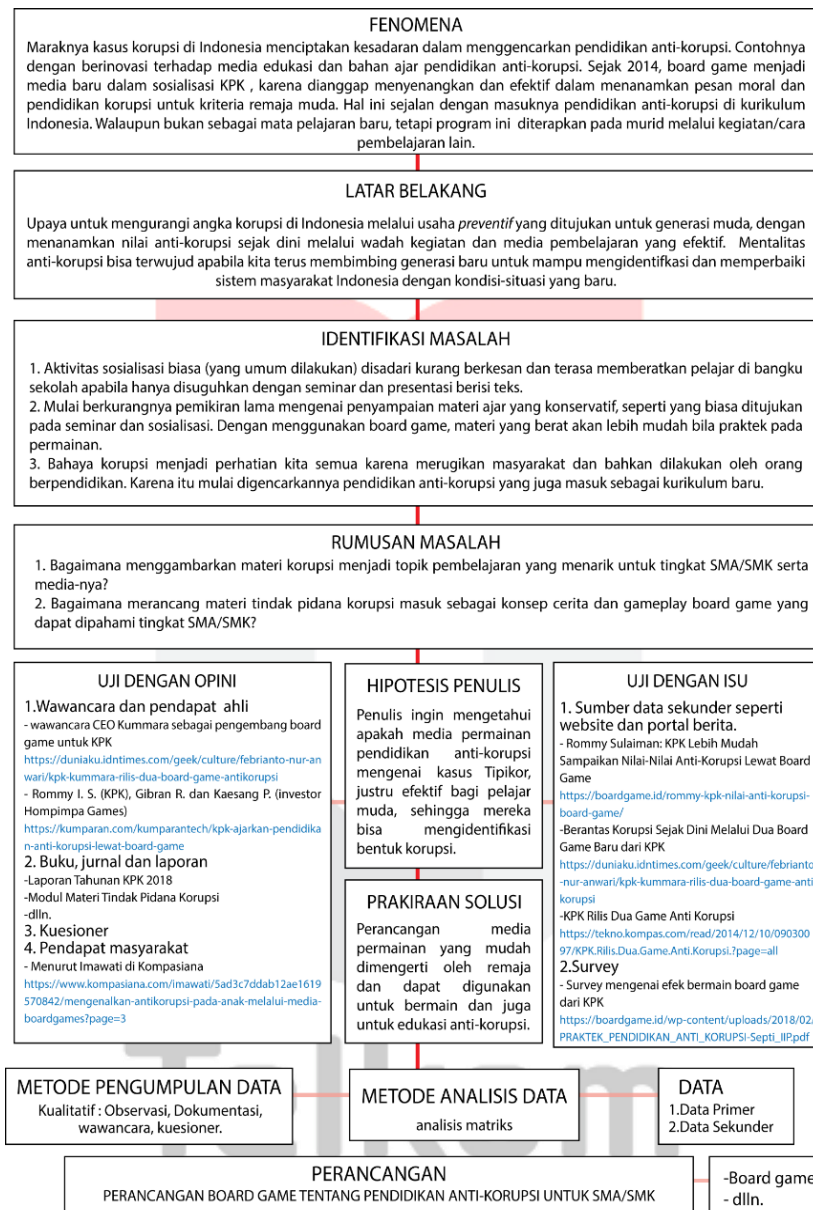 FENOMENA
Maraknya kasus korupsi di Indonesia menciptakan kesadaran dalam menggencarkan pendidikan anti-korupsi. Contohnya
dengan berinovasi terhadap media edukasi dan bahan ajar pendidikan anti-korupsi. Sejak 2014, board game menjadi
media baru dalam sosialisasi KPK , karena dianggap menyenangkan dan efektif dalam menanamkan pesan moral dan
pendidikan korupsi untuk kriteria remaja muda. Hal ini sejalan dengan masuknya pendidikan anti-korupsi di kurikulum
Indonesia. Walaupun bukan sebagai mata pelajaran baru, tetapi program ini diterapkan pada murid melalui kegiatan/cara
pembelajaran lain.
LATAR BELAKANG
Upaya untuk mengurangi angka korupsi di Indonesia melalui usaha preventif yang ditujukan untuk generasi muda, dengan
menanamkan nilai anti-korupsi sejak dini melalui wadah kegiatan dan media pembelajaran yang efektif. Mentalitas
anti-korupsi bisa terwujud apabila kita terus membimbing generasi baru untuk mampu mengidentifkasi dan memperbaiki
sistem masyarakat Indonesia dengan kondisi-situasi yang baru.
IDENTIFIKASI MASALAH
1. Aktivitas sosialisasi biasa (yang umum dilakukan) disadari kurang berkesan dan terasa memberatkan pelajar di bangku
sekolah apabila hanya disuguhkan dengan seminar dan presentasi berisi teks.
2. Mulai berkurangnya pemikiran lama mengenai penyampaian materi ajar yang konservatif, seperti yang biasa ditujukan
pada seminar dan sosialisasi. Dengan menggunakan board game, materi yang berat akan lebih mudah bila praktek pada
permainan.
3. Bahaya korupsi menjadi perhatian kita semua karena merugikan masyarakat dan bahkan dilakukan oleh orang
berpendidikan. Karena itu mulai digencarkannya pendidikan anti-korupsi yang juga masuk sebagai kurikulum baru.
RUMUSAN MASALAH
1. Bagaimana menggambarkan materi korupsi menjadi topik pembelajaran yang menarik untuk tingkat SMA/SMK serta
media-nya?
2. Bagaimana merancang materi tindak pidana korupsi masuk sebagai konsep cerita dan gameplay board game yang
dapat dipahami tingkat SMA/SMK?
UJI DENGAN OPINI
1.Wawancara dan pendapat ahli
- wawancara CEO Kummara sebagai pengembang board
game untuk KPK
https://duniaku.idntimes.com/geek/culture/febrianto-nur-an
wari/kpk-kummara-rilis-dua-board-game-antikorupsi
- Rommy I. S. (KPK), Gibran R. dan Kaesang P. (investor
Hompimpa Games)
https://kumparan.com/kumparantech/kpk-ajarkan-pendidika
n-anti-korupsi-lewat-board-game
2. Buku, jurnal dan laporan
-Laporan Tahunan KPK 2018
-Modul Materi Tindak Pidana Korupsi
-dlln.
3. Kuesioner
4. Pendapat masyarakat
- Menurut Imawati di Kompasiana
https://www.kompasiana.com/imawati/5ad3c7ddab12ae1619
570842/mengenalkan-antikorupsi-pada-anak-melalui-media-
boardgames?page=3
HIPOTESIS PENULIS
Penulis ingin mengetahui
apakah media permainan
pendidikan anti-korupsi
mengenai kasus Tipikor,
justru efektif bagi pelajar
muda, sehingga mereka
bisa mengidentifikasi
bentuk korupsi.
PRAKIRAAN SOLUSI
Perancangan media
permainan yang mudah
dimengerti oleh remaja
dan dapat digunakan
untuk bermain dan juga
untuk edukasi anti-korupsi.
UJI DENGAN ISU
1. Sumber data sekunder seperti
website dan portal berita.
- Rommy Sulaiman: KPK Lebih Mudah
Sampaikan Nilai-Nilai Anti-Korupsi Lewat Board
Game
https://boardgame.id/rommy-kpk-nilai-anti-korupsi-
board-game/
-Berantas Korupsi Sejak Dini Melalui Dua Board
Game Baru dari KPK
https://duniaku.idntimes.com/geek/culture/febrianto
-nur-anwari/kpk-kummara-rilis-dua-board-game-anti
korupsi
-KPK Rilis Dua Game Anti Korupsi
https://tekno.kompas.com/read/2014/12/10/090300
97/KPK.Rilis.Dua.Game.Anti.Korupsi.?page=all
2.Survey
- Survey mengenai efek bermain board game
dari KPK
https://boardgame.id/wp-content/uploads/2018/02/
PRAKTEK_PENDIDIKAN_ANTI_KORUPSI-Septi_IIP.pdf
METODE PENGUMPULAN DATA
Kualitatif : Observasi, Dokumentasi,
wawancara, kuesioner.
METODE ANALISIS DATA
analisis matriks
DATA
1.Data Primer
2.Data Sekunder
PERANCANGAN
PERANCANGAN BOARD GAME TENTANG PENDIDIKAN ANTI-KORUPSI UNTUK SMA/SMK
-Board game
- dlln.